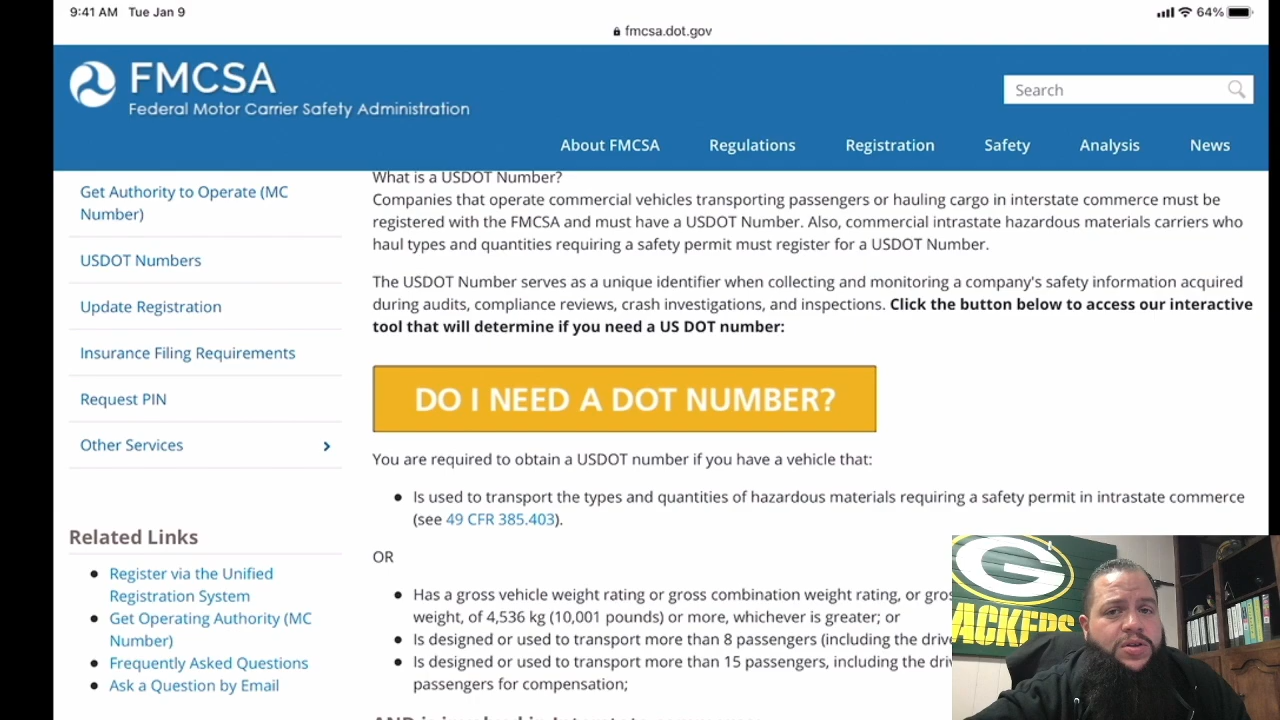 9:41 AM Tue Jan 9
64%
fmcsa.dot.gov
FMCSA
Federal Motor Carrier Safety Administration
Search
About FMCSA Regulations Registration Safety Analysis News
Get Authority to Operate (MC
Number)
USDOT Numbers
Update Registration
Insurance Filing Requirements
Request PIN
Other Services
Related Links
Register via the Unified
Registration System
Get Operating Authority (MC
Number)
Frequently Asked Questions
Ask a Question by Email
What is a USDOT Number?
Companies that operate commercial vehicles transporting passengers or hauling cargo in interstate commerce must be
registered with the FMCSA and must have a USDOT Number. Also, commercial intrastate hazardous materials carriers who
haul types and quantities requiring a safety permit must register for a USDOT Number.
The USDOT Number serves as a unique identifier when collecting and monitoring a company's safety information acquired
during audits, compliance reviews, crash investigations, and inspections. Click the button below to access our interactive
tool that will determine if you need a US DOT number:
DO I NEED A DOT NUMBER?
You are required to obtain a USDOT number if you have a vehicle that:
Is used to transport the types and quantities of hazardous materials requiring a safety permit in intrastate commerce
(see 49 CFR 385.403).
OR
Has a gross vehicle weight rating or gross combination weight rating, or
weight, of 4,536 kg (10,001 pounds) or more, whichever is greater; or
Is designed or used to transport more than 8 passengers (including the
Is designed or used to transport more than 15 passengers, including the
passengers for compensation;
G
ACKERS